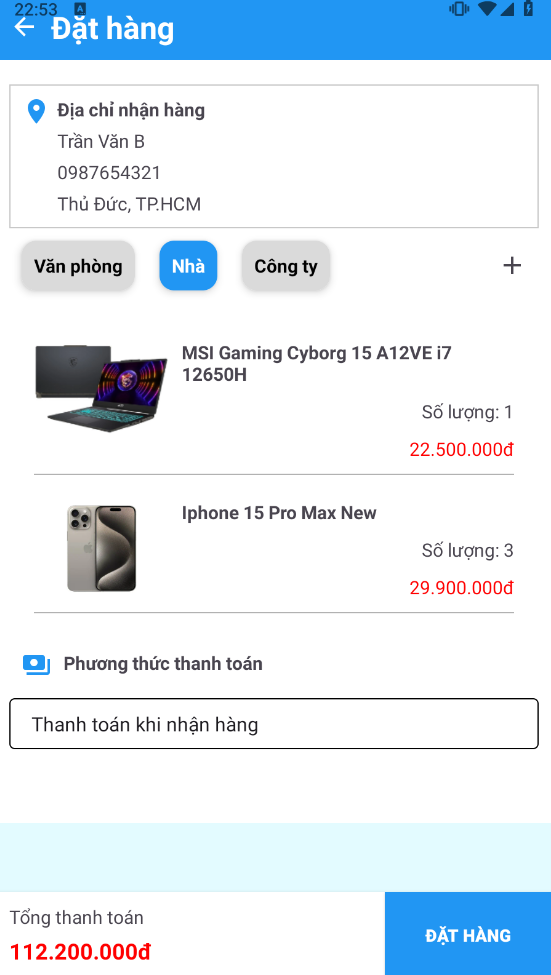 22:53
Đặt hàng
Địa chỉ nhận hàng
Trần Văn B
0987654321
Thủ Đức, TP.HCM
Văn phòng Nhà Công ty +
MSI Gaming Cyborg 15 A12VE i7
12650H
Số lượng: 1
22.500.000đ
Iphone 15 Pro Max New
Số lượng: 3
29.900.000đ
Phương thức thanh toán
Thanh toán khi nhận hàng
Tổng thanh toán
112.200.000đ
ĐẶT HÀNG